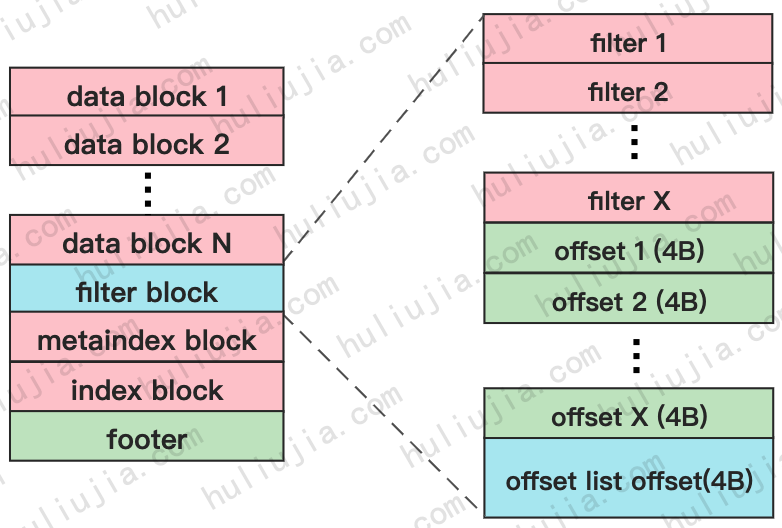 data block 1
data block 2
data block N
filter block
metaindex block
index block
footer
filter 1
filter 2
filter X
offset 1 (4B)
offset 2 (4B)
offset X (4B)
offset list offset(4B)
huliujia.com